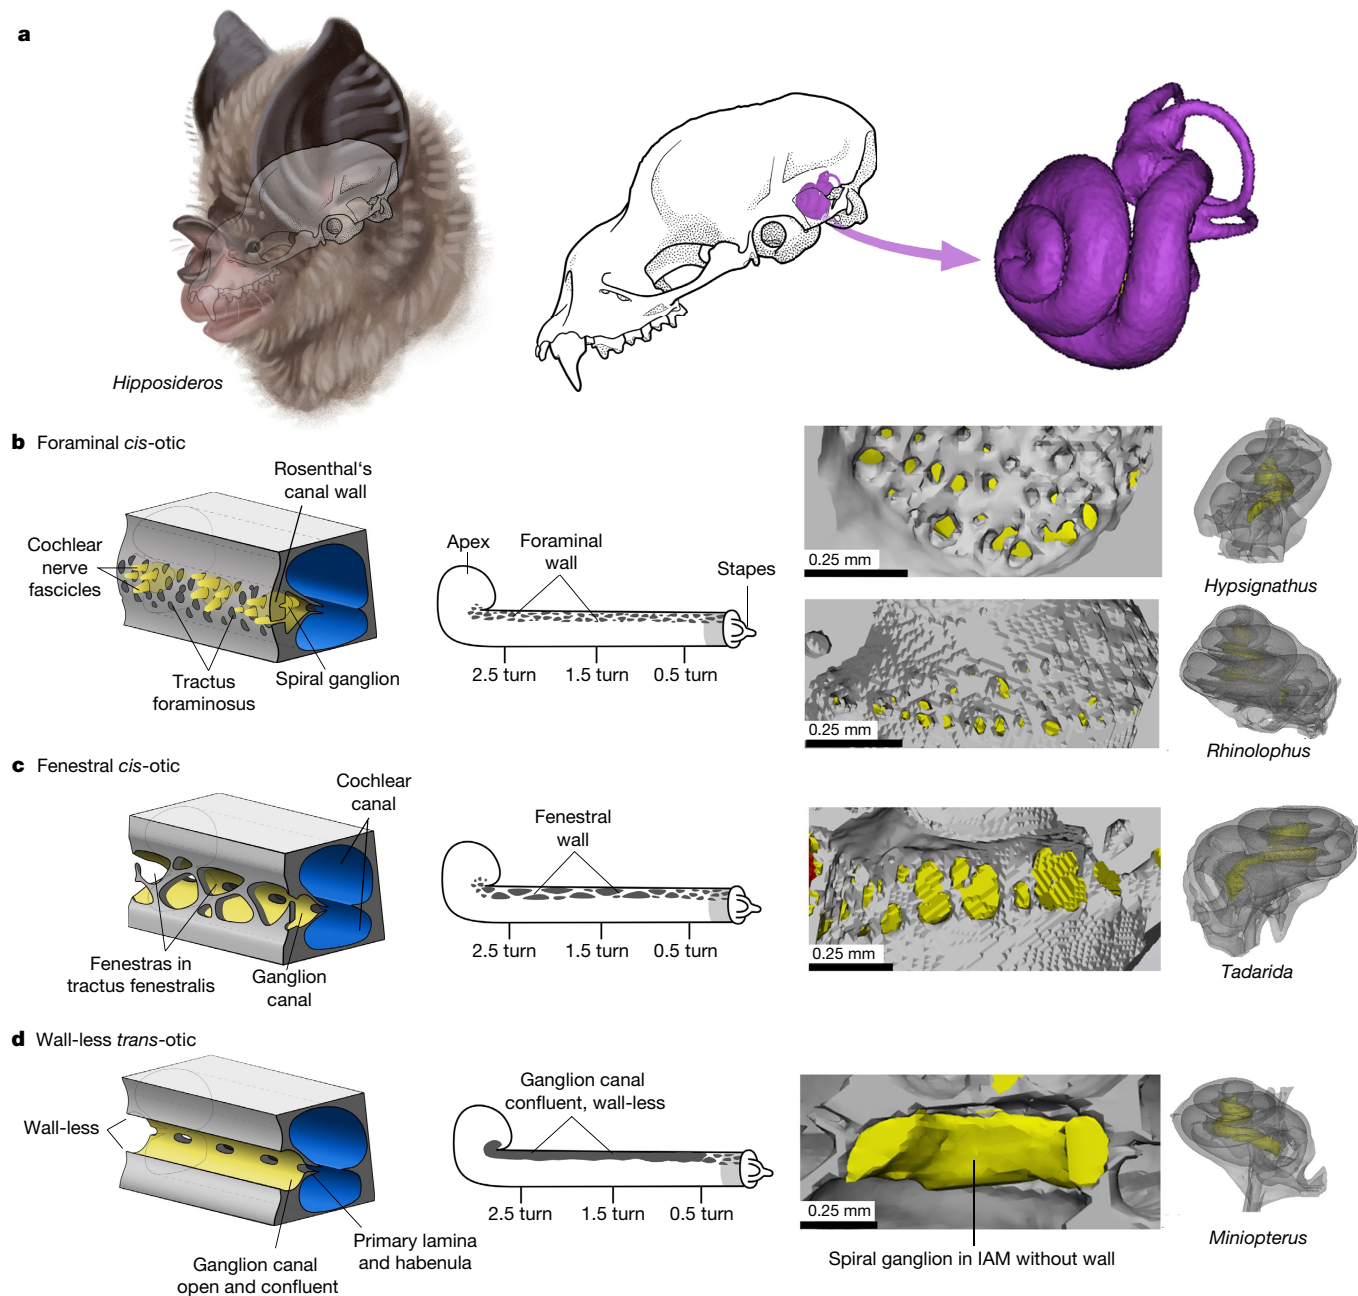 a
Hipposideros
b Foraminal cis-otic
Rosenthal‘s
canal wall
Cochlear
nerve
fascicles
Tractus
foraminosus
Spiral ganglion
Apex
Foraminal
wall
Stapes
2.5 turn
1.5 turn
0.5 turn
0.25 mm
Hypsignathus
0.25 mm
Rhinolophus
c Fenestral cis-otic
Cochlear
canal
Fenestras in
tractus fenestralis
Ganglion
canal
Fenestral
wall
2.5 turn
1.5 turn
0.5 turn
0.25 mm
Tadarida
d Wall-less trans-otic
Wall-less
Ganglion canal
open and confluent
Primary lamina
and habenula
Ganglion canal
confluent, wall-less
2.5 turn
1.5 turn
0.5 turn
0.25 mm
Spiral ganglion in IAM without wall
Miniopterus